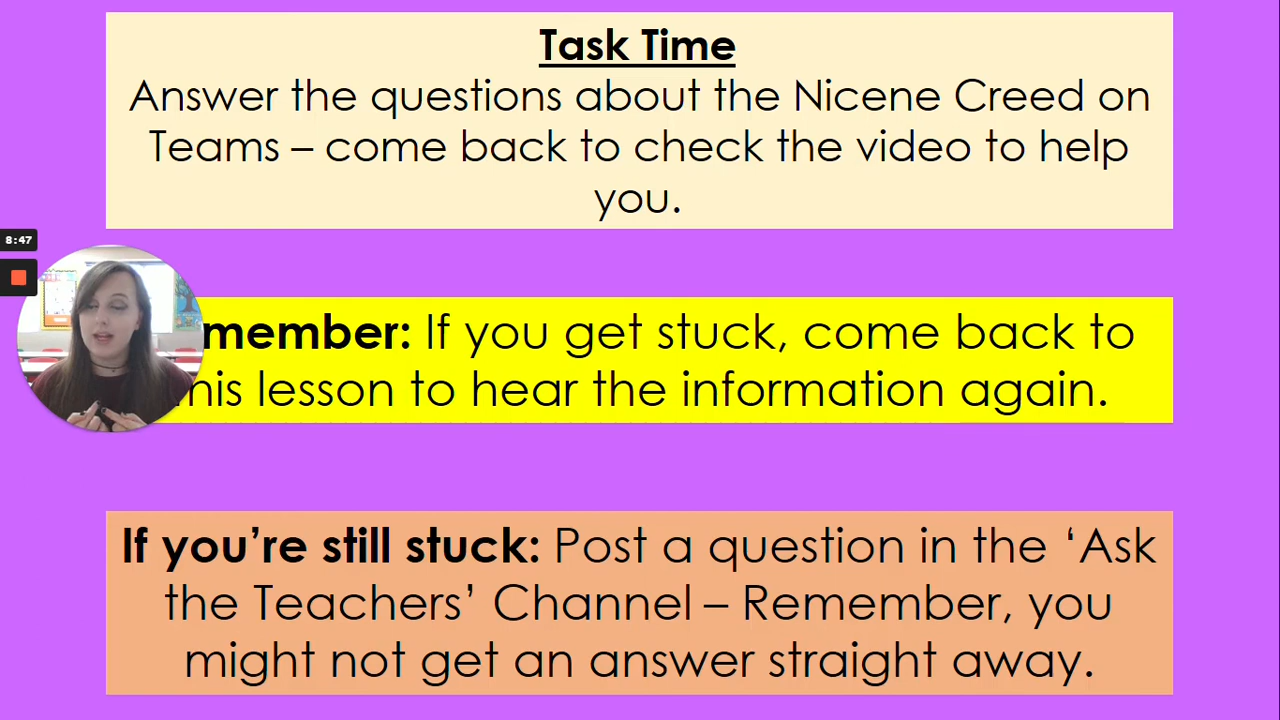 Task Time
Answer the questions about the Nicene Creed on
Teams – come back to check the video to help
you.
8:47
member: If you get stuck, come back to
his lesson to hear the information again.
If you’re still stuck: Post a question in the ‘Ask
the Teachers’ Channel – Remember, you
might not get an answer straight away.